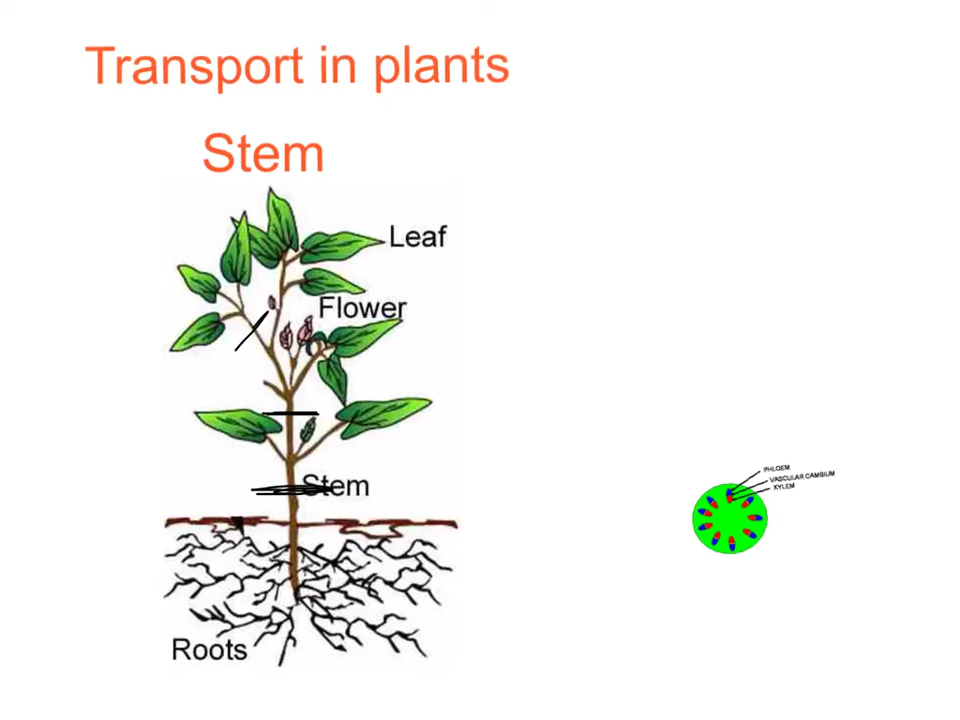 Transport in plants
Stem
Leaf
Flower
Stem
Roots
PHLOEM
VASCULAR CAMBIUM
XYLEM